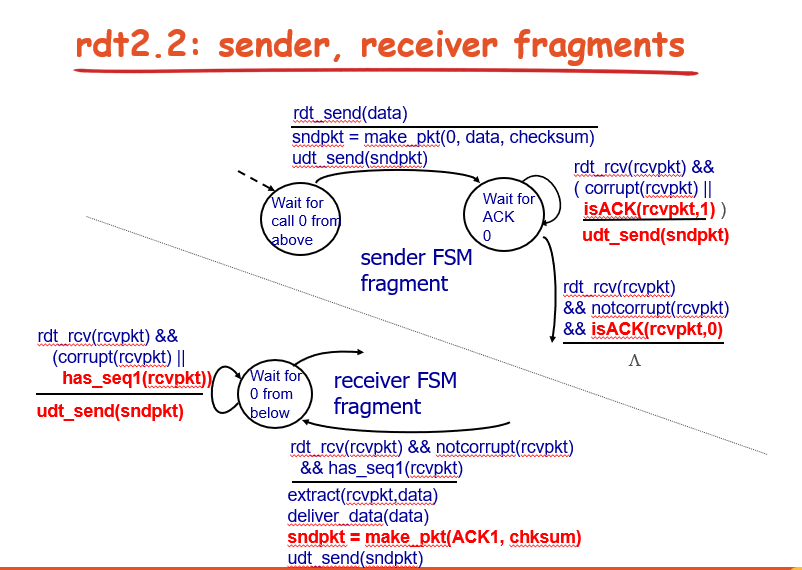 rdt2.2: sender, receiver fragments
rdt_send(data)
sndpkt = make_pkt(0, data, checksum)
udt_send(sndpkt)
Wait for
call 0 from
above
Wait for
ACK
0
rdt_rcv(rcvpkt) &&
( corrupt(rcvpkt) ||
isACK(rcvpkt,1) )
udt_send(sndpkt)
sender FSM
fragment
rdt_rcv(rcvpkt)
&& notcorrupt(rcvpkt)
&& isACK(rcvpkt,0)
Λ
rdt_rcv(rcvpkt) &&
(corrupt(rcvpkt) ||
has_seq1(rcvpkt))
udt_send(sndpkt)
Wait for
0 from
below
receiver FSM
fragment
rdt_rcv(rcvpkt) && notcorrupt(rcvpkt)
&& has_seq1(rcvpkt)
extract(rcvpkt,data)
deliver_data(data)
sndpkt = make_pkt(ACK1, chksum)
udt_send(sndpkt)